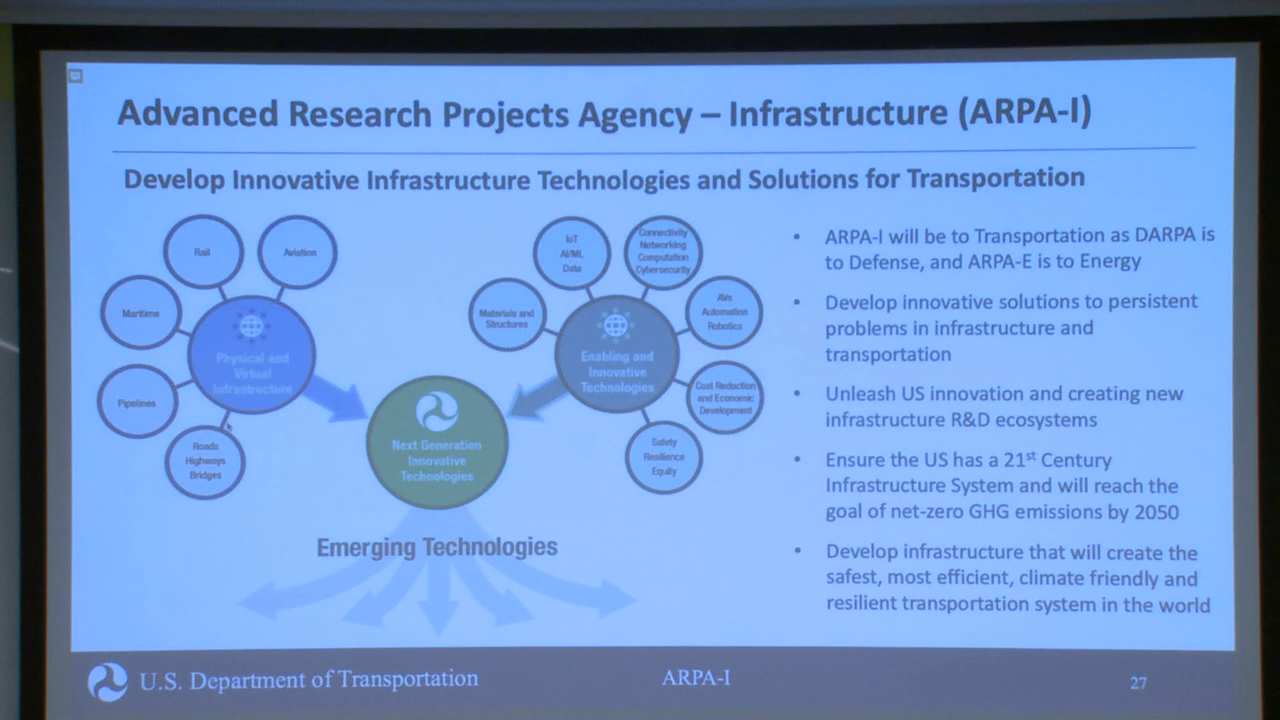 Advanced Research Projects Agency – Infrastructure (ARPA-I)
Develop Innovative Infrastructure Technologies and Solutions for Transportation
Rail
Aviation
Maritime
Physical and
Virtual
Infrastructure
Pipelines
Roads
Highways
Bridges
IoT
AI/ML
Data
Connectivity
Networking
Computation
Cybersecurity
Materials and
Structures
AVs
Automation
Robotics
Enabling and
Innovative
Technologies
Cost Reduction
and Economic
Development
Safety
Resilience
Equity
Next Generation
Innovative
Technologies
Emerging Technologies
• ARPA-I will be to Transportation as DARPA is
to Defense, and ARPA-E is to Energy
• Develop innovative solutions to persistent
problems in infrastructure and
transportation
• Unleash US innovation and creating new
infrastructure R&D ecosystems
• Ensure the US has a 21st Century
Infrastructure System and will reach the
goal of net-zero GHG emissions by 2050
• Develop infrastructure that will create the
safest, most efficient, climate friendly and
resilient transportation system in the world
U.S. Department of Transportation
ARPA-I
27